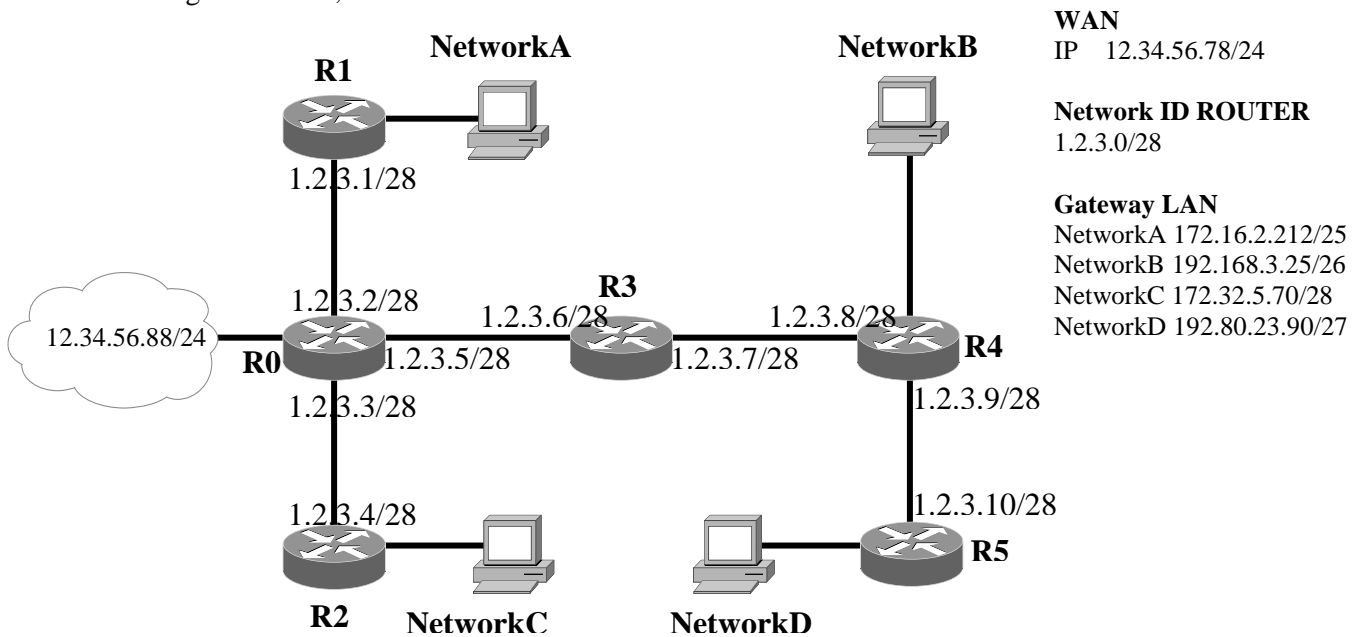 NetworkA
NetworkB
R1
1.2.3.1/28
1.2.3.2/28
12.34.56.88/24
R0
1.2.3.5/28
1.2.3.3/28
1.2.3.6/28
R3
1.2.3.7/28
1.2.3.8/28
R4
1.2.3.9/28
1.2.3.4/28
1.2.3.10/28
R2
NetworkC
NetworkD
R5
WAN
IP 12.34.56.78/24
Network ID ROUTER
1.2.3.0/28
Gateway LAN
NetworkA 172.16.2.212/25
NetworkB 192.168.3.25/26
NetworkC 172.32.5.70/28
NetworkD 192.80.23.90/27